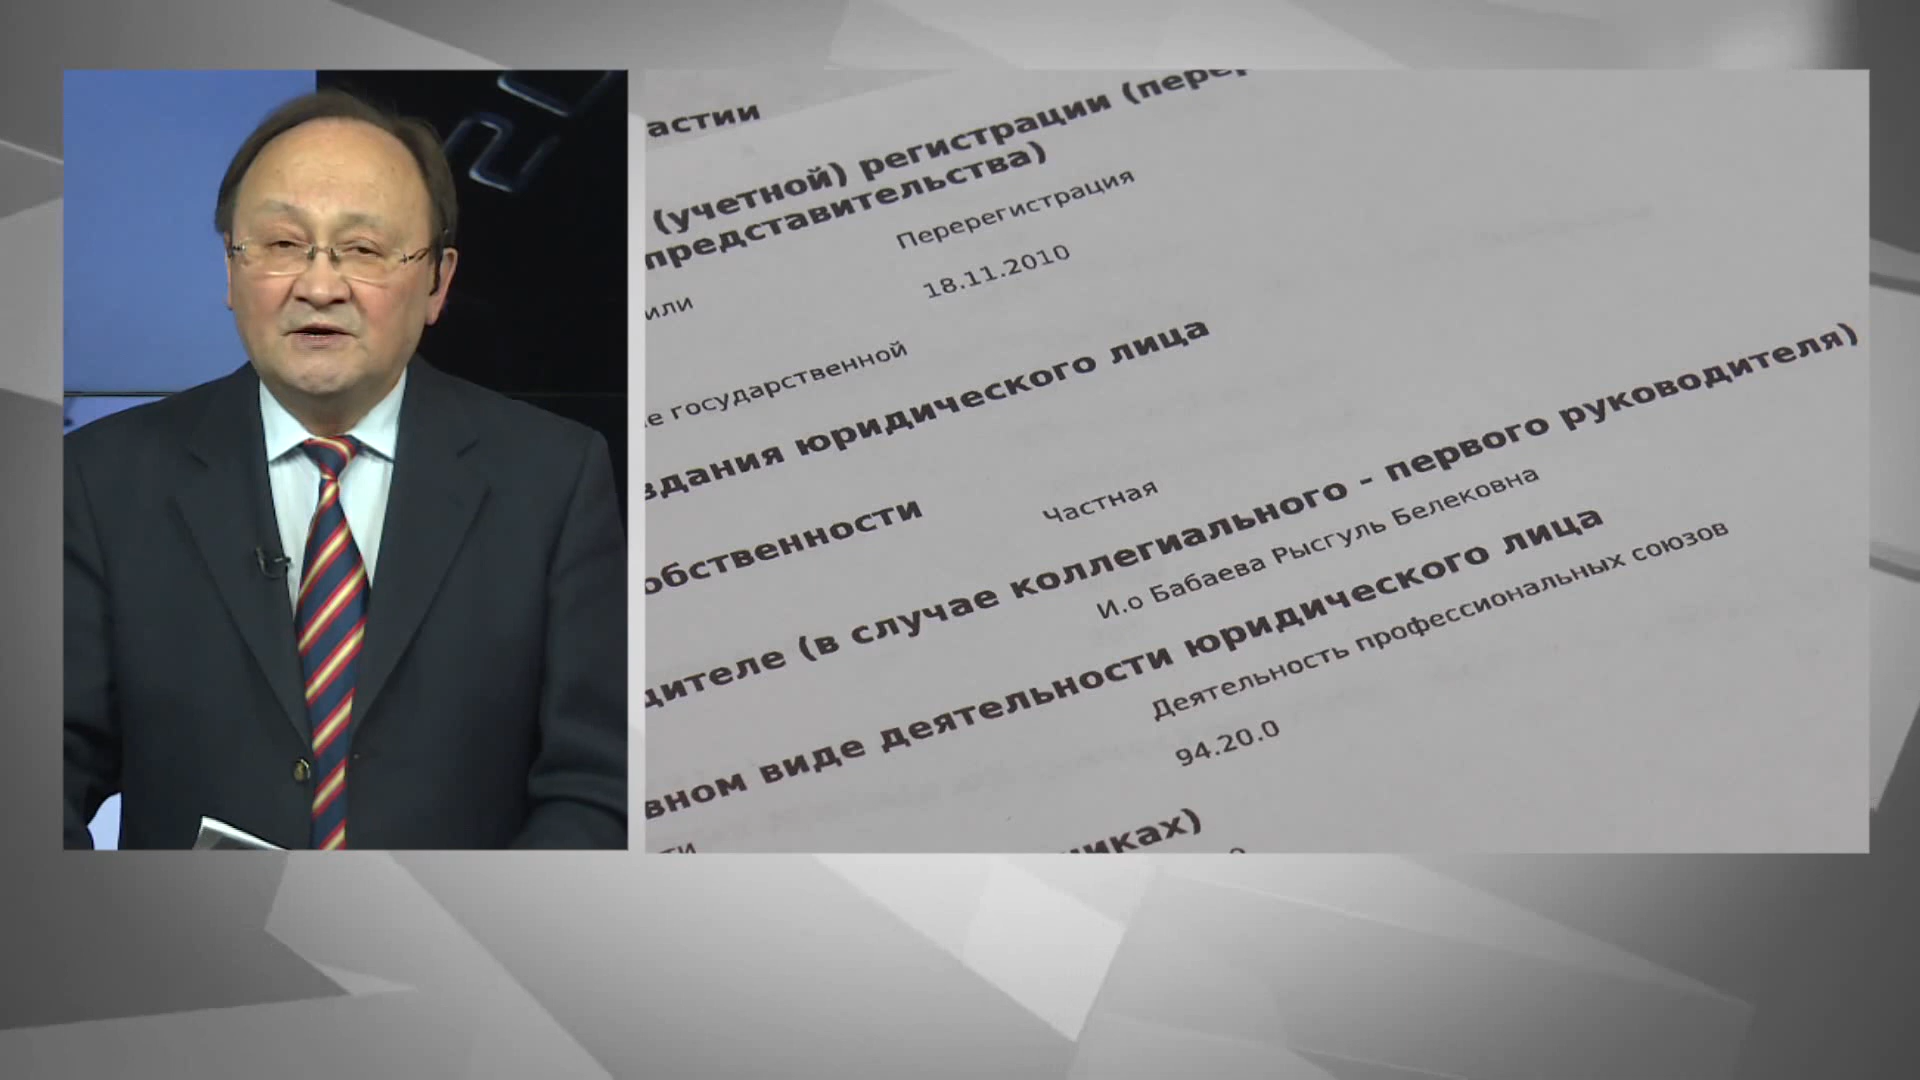 астии
(учетной) регистрации
представительства)
Перерегистрация
или
18.11.2010
государственной
здания юридического лица
обственности
Частная
дителе (в случае коллегиального - первого руководителя)
И.о Бабаева Рысгуль Белековна
вном виде деятельности юридического лица
Деятельность профессиональных союзов
94.20.0
ти
иках)